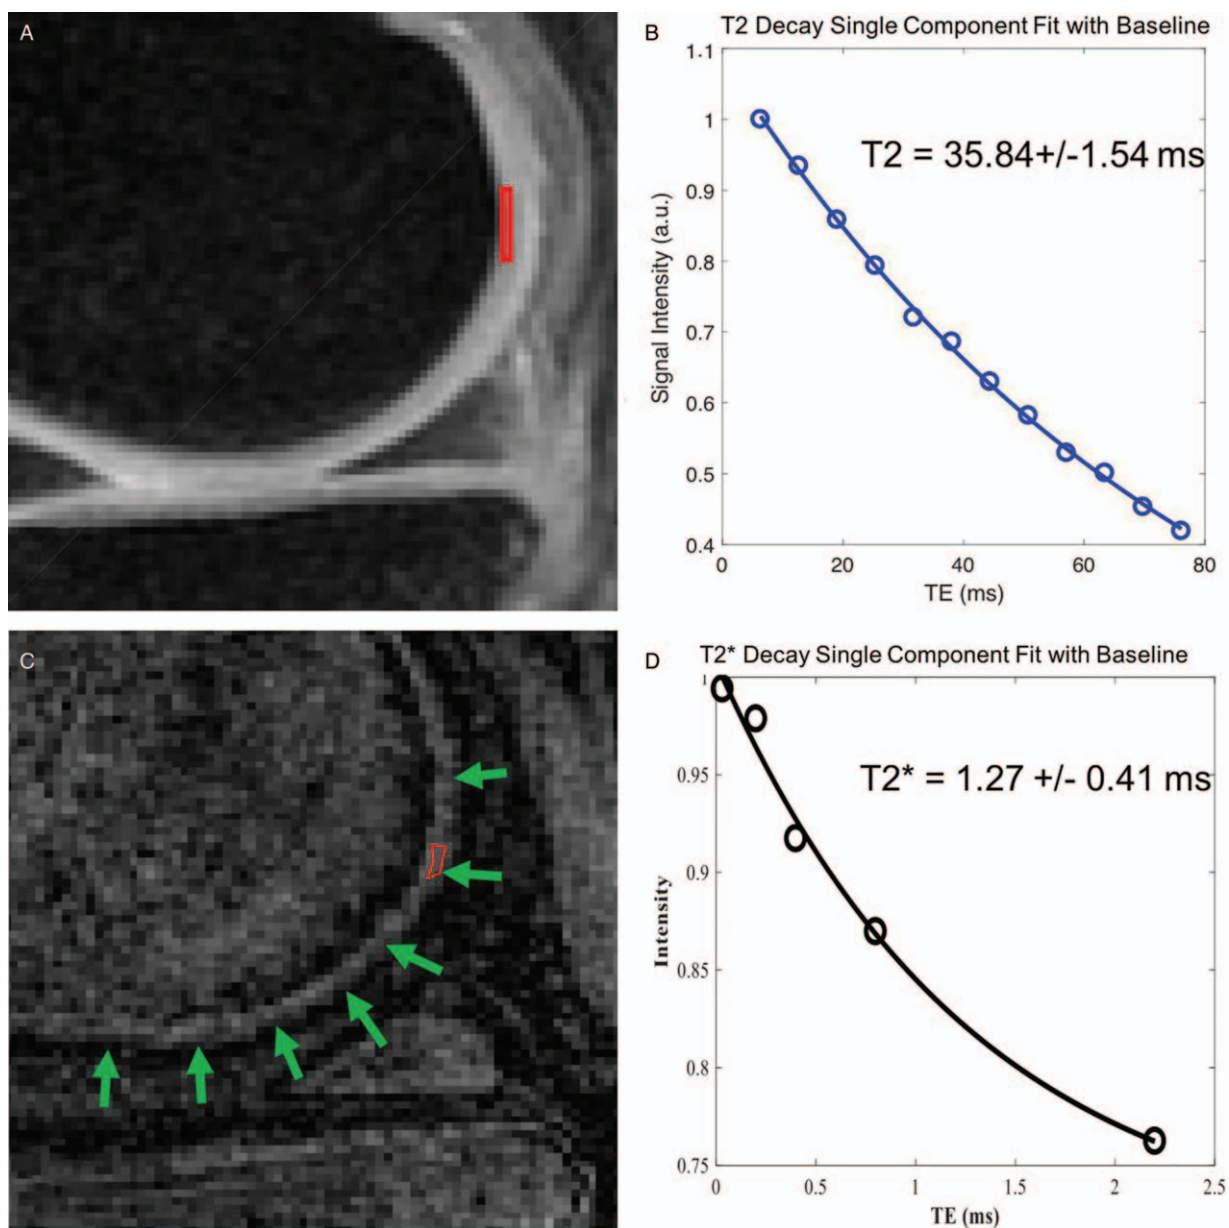 A
B
T2 Decay Single Component Fit with Baseline
1.1
1
0.9
0.8
0.7
0.6
0.5
0.4
Signal Intensity (a.u.)
T2 = 35.84+/-1.54 ms
0 20 40 60 80
TE (ms)
C
D
T2* Decay Single Component Fit with Baseline
1
0.95
0.9
0.85
0.8
0.75
Intensity
T2* = 1.27 +/- 0.41 ms
0 0.5 1 1.5 2 2.5
TE (ms)